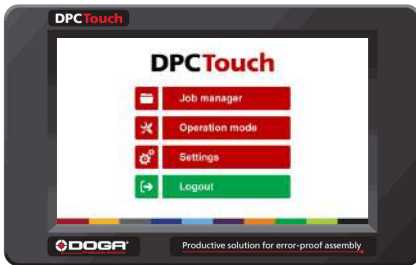 DPCTouch
DPCTouch
Job manager
Operation mode
Settings
Logout
DOGA®
Productive solution for error-proof assembly